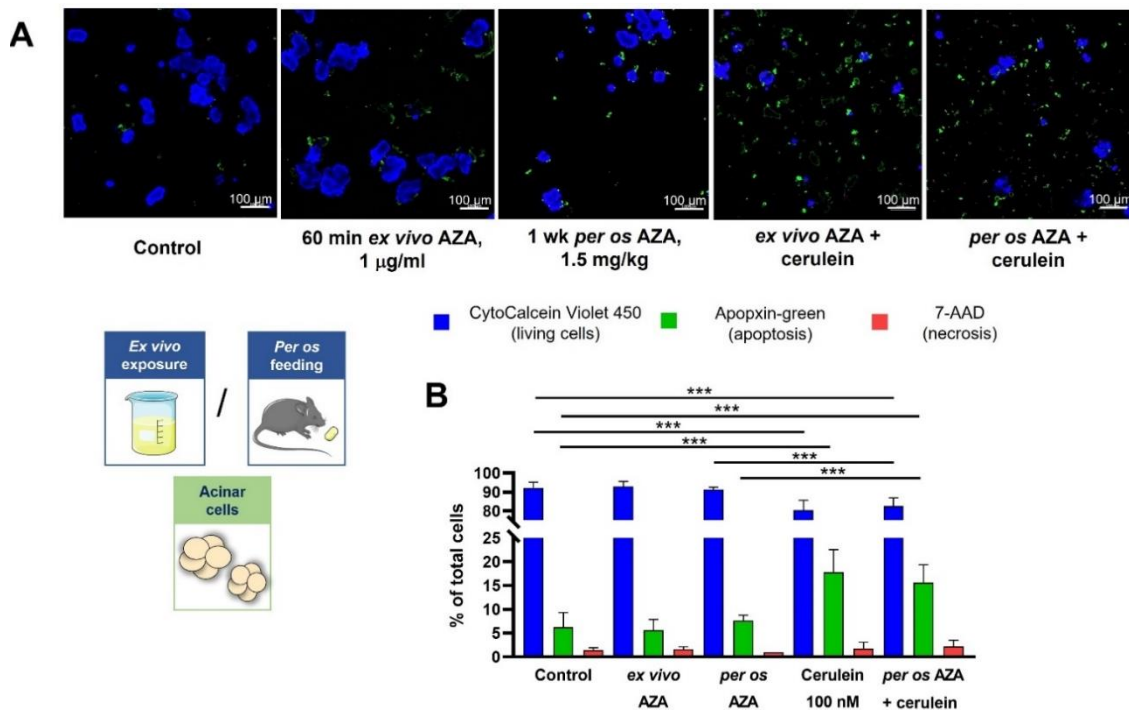 A
100 µm
100 µm
100 µm
100 µm
100 µm
Control
60 min ex vivo AZA,
1 µg/ml
1 wk per os AZA,
1.5 mg/kg
ex vivo AZA +
cerulein
per os AZA +
cerulein
CytoCalcein Violet 450
(living cells)
Apopxin-green
(apoptosis)
7-AAD
(necrosis)
Ex vivo
exposure
/
Per os
feeding
Acinar
cells
B
***
***
***
***
***
***
% of total cells
100
90
80
25
20
15
10
5
0
Control
ex vivo
AZA
per os
AZA
Cerulein
100 nM
per os AZA
+ cerulein